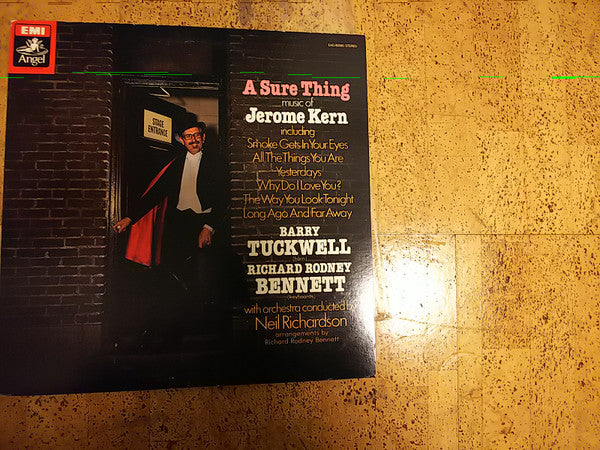 EMI
Angel
STAGE
ENTRANCE
A Sure Thing
music of
Jerome Kern
including
Smoke Gets In Your Eyes
All The Things You Are
Yesterdays
Why Do I Love You?
The Way You Look Tonight
Long Ago And Far Away
BARRY
TUCKWELL
(horn)
RICHARD RODNEY
BENNETT
(keyboards)
with orchestra conducted by
Neil Richardson
arrangements by
Richard Rodney Bennett